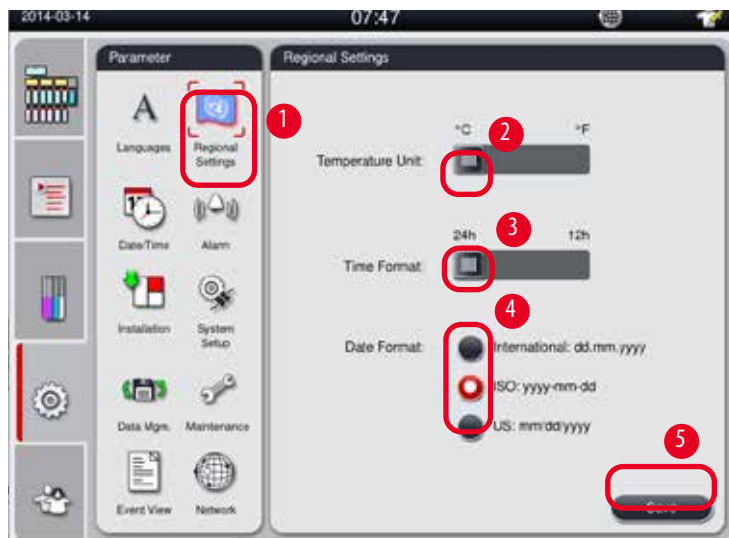 2014-03-14
07:47
Parameter
Regional Settings
1
Languages
Regional
Settings
°C
2
°F
Temperature Unit:
Date/Time
Alarm
24h
3
12h
Time Format:
4
Installation
System
Setup
Date Format:
International: dd.mm.yyyy
ISO: yyyy-mm-dd
Data Mgm.
Maintenance
US: mm/dd/yyyy
5
Event View
Network
Save